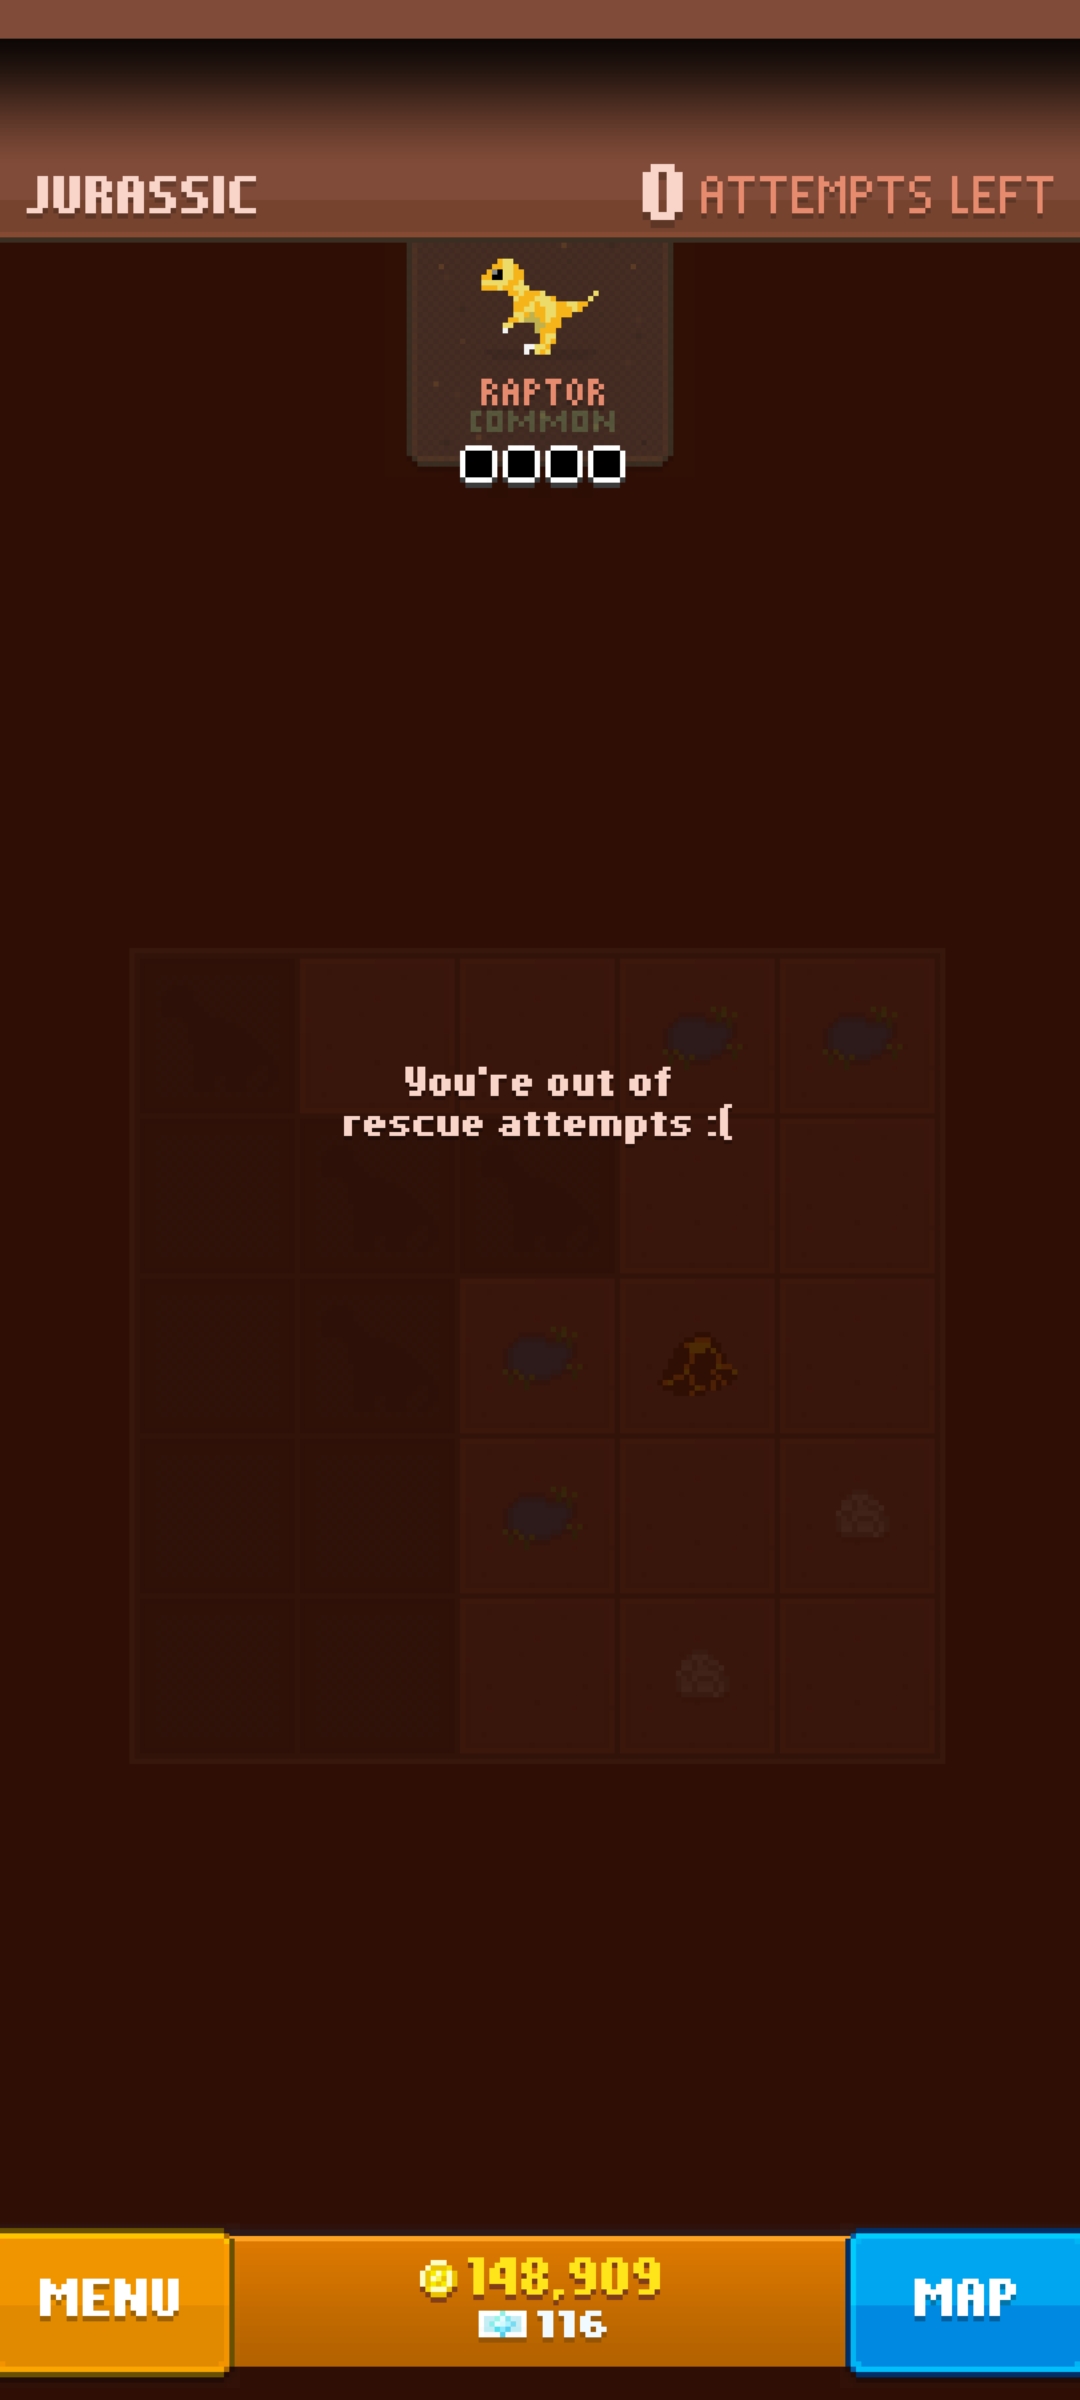 JURASSIC
0 ATTEMPTS LEFT
RAPTOR
COMMON
You're out of
rescue attempts :(
MENU
148,909
116
MAP